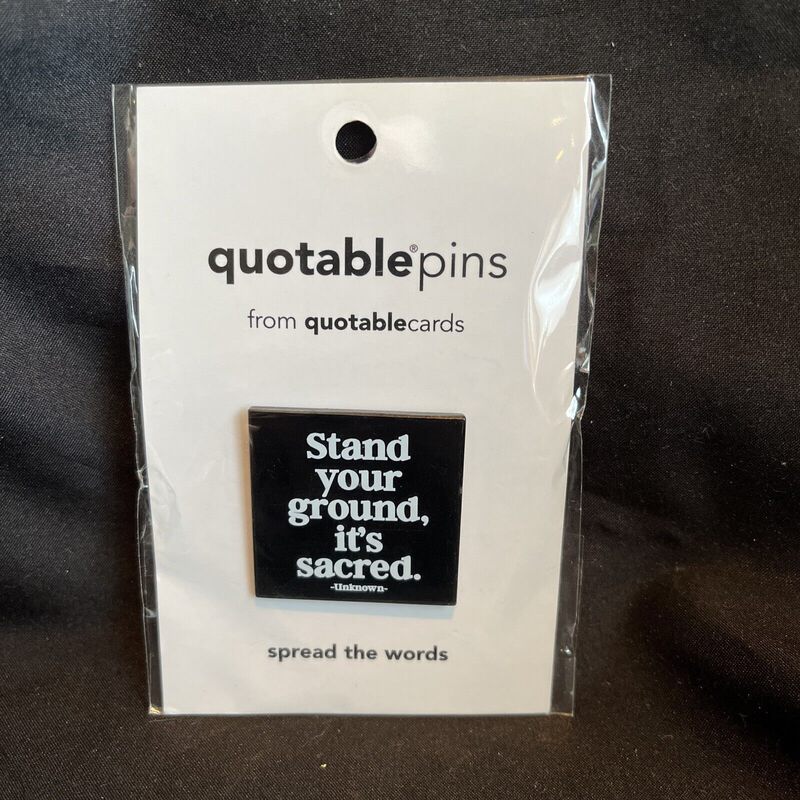 quotable®pins
from quotablecards
Stand
your
ground,
it's
sacred.
-Unknown-
spread the words